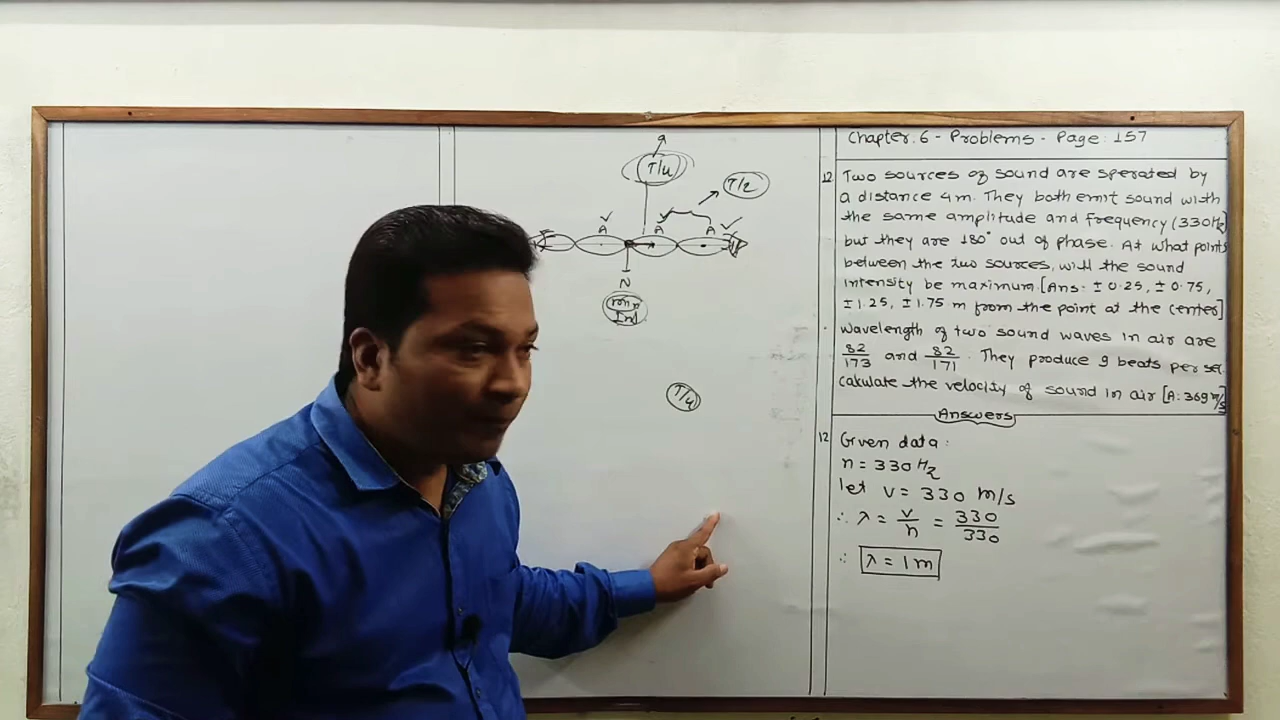 Chapter. 6 - Problems - Page: 157
12 Two sources of sound are sperated by
a distance 4m. They both emit sound with
the same amplitude and frequency (330Hz)
but they are 180° out of phase. At what points
between the two sources, will the sound
intensity be maximum. [Ans - ± 0.25, ± 0.75,
± 1.25, ± 1.75 m from the point at the center]
Wavelength of two sound waves in air are
82/173 and 82/171. They produce 9 beats per sec.
calculate the velocity of sound in air [A: 369 m/s]
Answers
12 Given data:
n = 330 Hz
let v = 330 m/s
∴ λ = v/n = 330/330
∴ λ = 1m
a
A A A
N